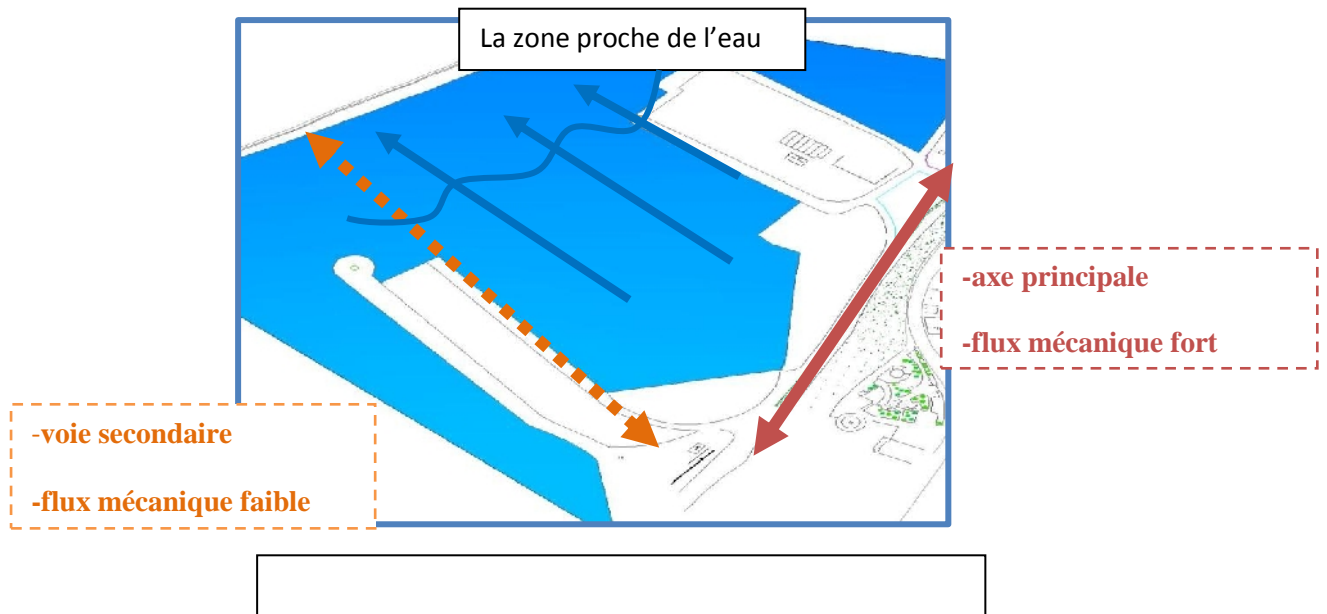 La zone proche de l’eau
-axe principale
-flux mécanique fort
-voie secondaire
-flux mécanique faible